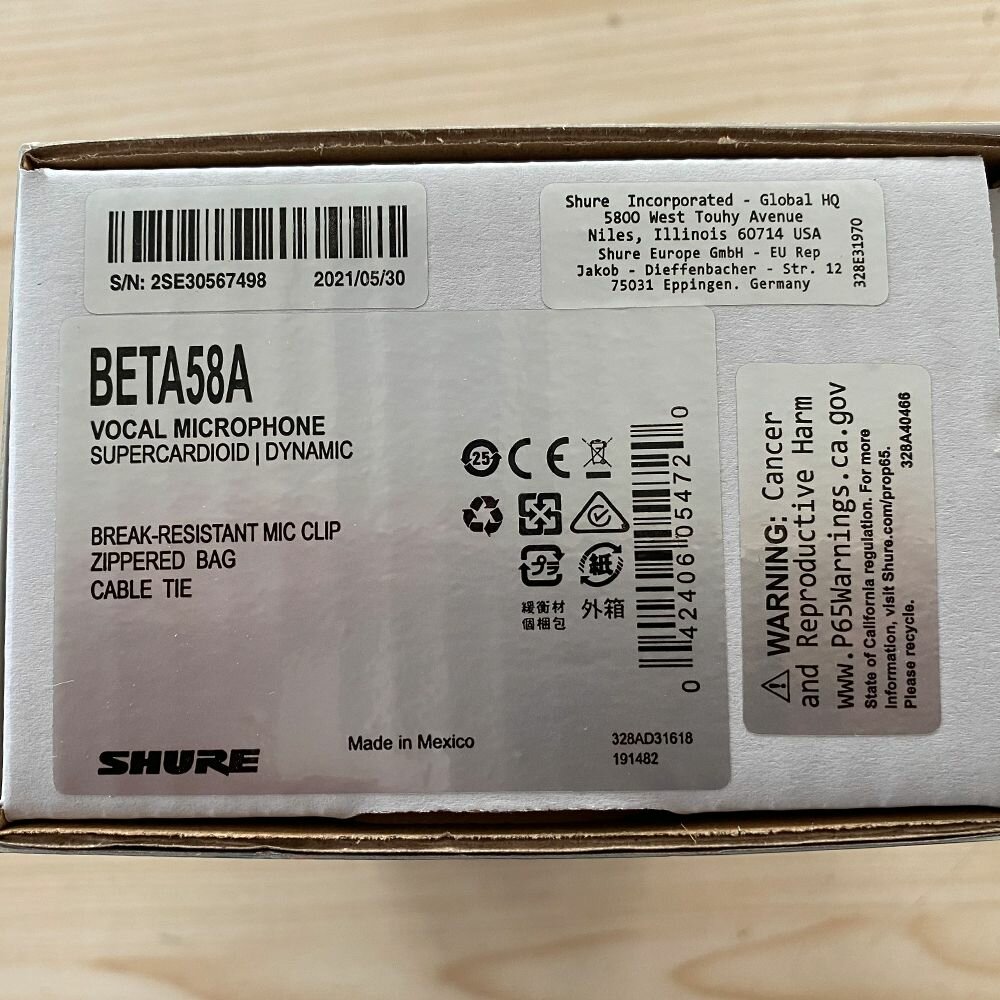 S/N: 2SE30567498 2021/05/30
Shure Incorporated - Global HQ
5800 West Touhy Avenue
Niles, Illinois 60714 USA
Shure Europe GmbH - EU Rep
Jakob - Dieffenbacher - Str. 12
75031 Eppingen. Germany
328E31970
BETA58A
VOCAL MICROPHONE
SUPERCARDIOID | DYNAMIC
BREAK-RESISTANT MIC CLIP
ZIPPERED BAG
CABLE TIE
25
CE
プラ
紙
緩衝材
個梱包
外箱
0 42406 05472 0
SHURE
Made in Mexico
328AD31618
191482
WARNING: Cancer
and Reproductive Harm
www.P65Warnings.ca.gov
State of California regulation. For more
information, visit Shure.com/prop65.
Please recycle.
328A40466